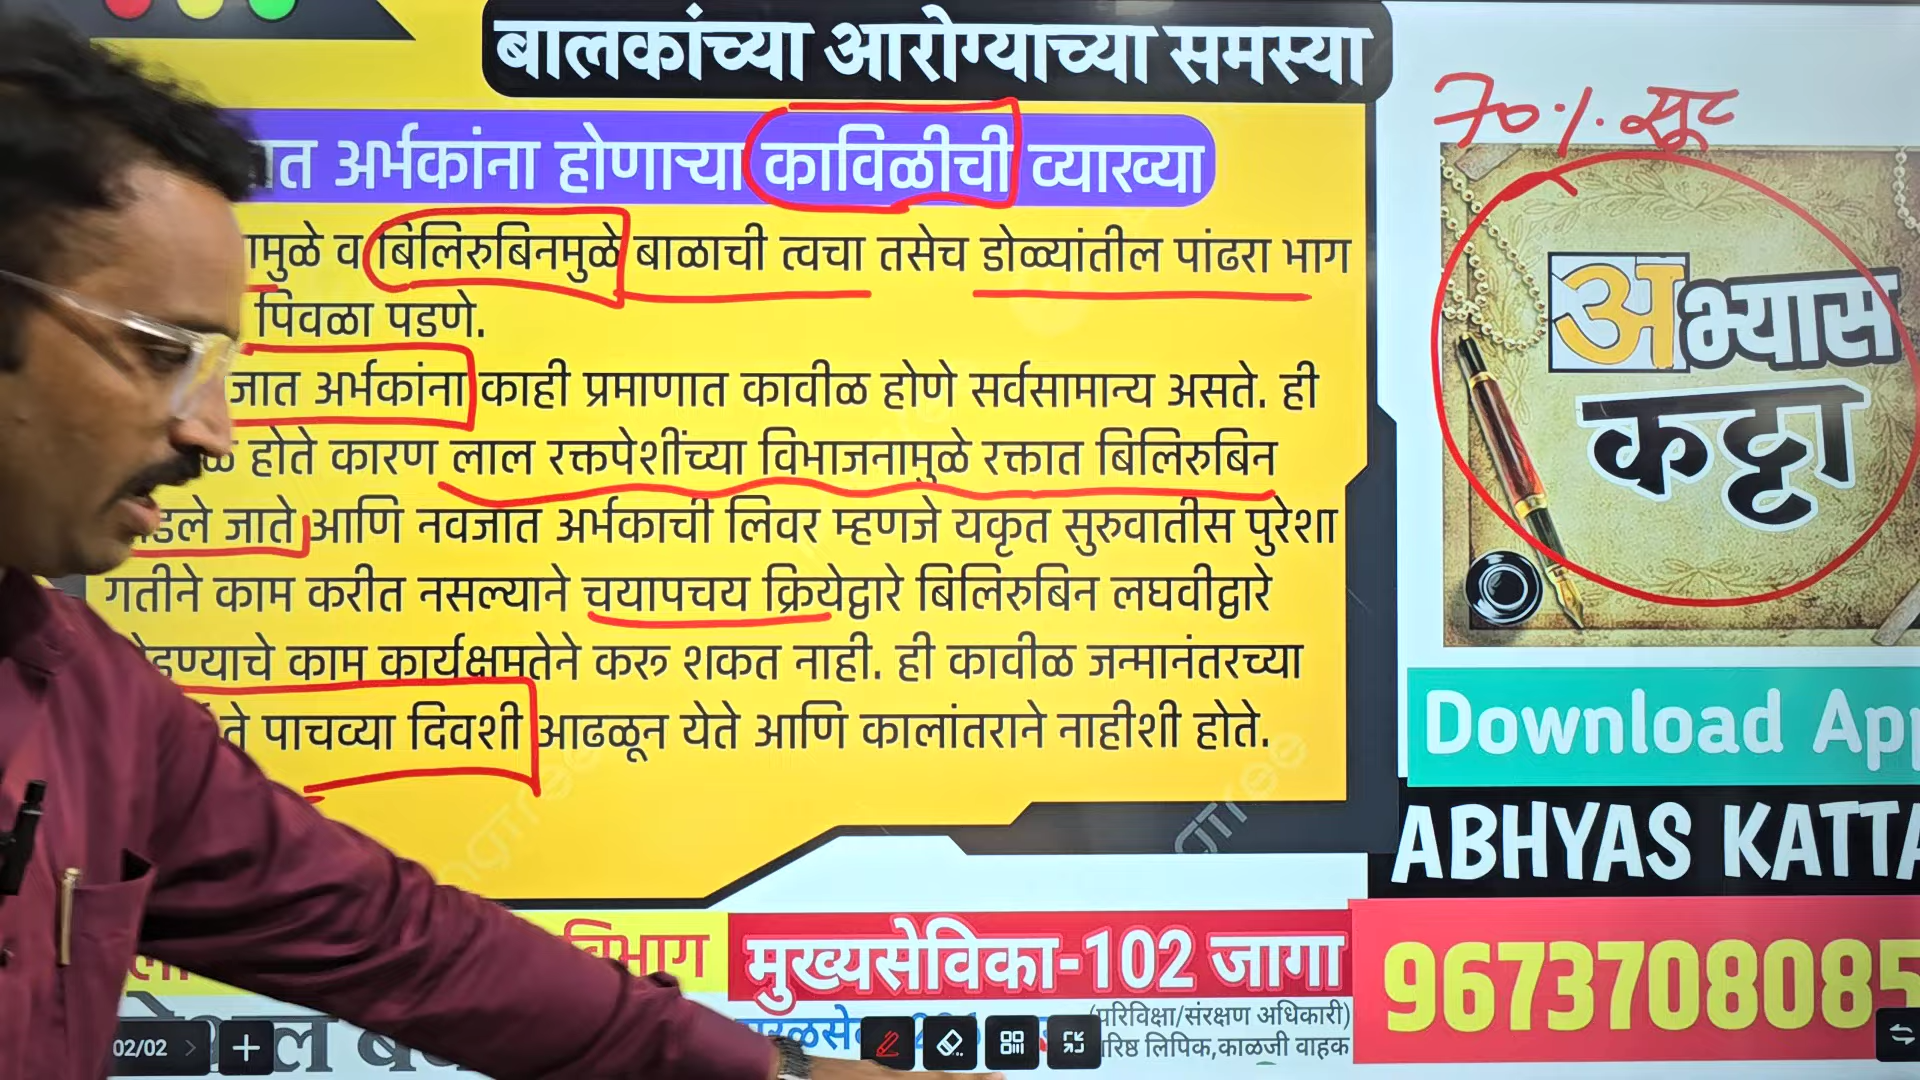 बालकांच्या आरोग्याच्या समस्या
अर्भकांना होणाऱ्या काविळीची व्याख्या
व बिलिरुबिनमुळे बाळाची त्वचा तसेच डोळ्यांतील पांढरा भाग
पिवळा पडणे.
अर्भकांना काही प्रमाणात कावीळ होणे सर्वसामान्य असते. ही
होते कारण लाल रक्तपेशींच्या विभाजनामुळे रक्तात बिलिरुबिन
जाते आणि नवजात अर्भकाची लिवर म्हणजे यकृत सुरुवातीस पुरेशा
गतीने काम करीत नसल्याने चयापचय क्रियेद्वारे बिलिरुबिन लघवीद्वारे
काम कार्यक्षमतेने करू शकत नाही. ही कावीळ जन्मानंतरच्या
ते पाचव्या दिवशी आढळून येते आणि कालांतराने नाहीशी होते.
70% सूट
अभ्यास
कट्टा
Download
ABHYAS KATTA
9673708085
मुख्यसेविका-102 जागा
(परिविक्षा/संरक्षण अधिकारी)
लिपिक,काळजी वाहक
02/02